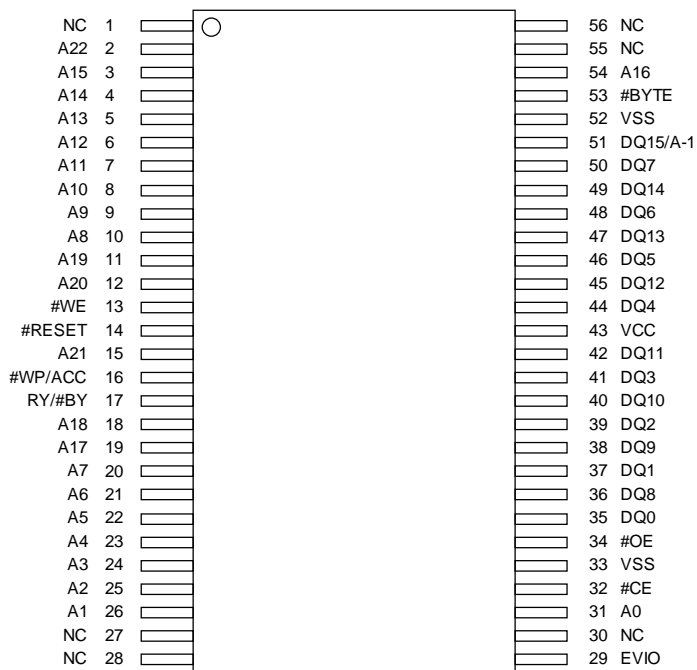 NC 1 56 NC
A22 2 55 NC
A15 3 54 A16
A14 4 53 #BYTE
A13 5 52 VSS
A12 6 51 DQ15/A-1
A11 7 50 DQ7
A10 8 49 DQ14
A9 9 48 DQ6
A8 10 47 DQ13
A19 11 46 DQ5
A20 12 45 DQ12
#WE 13 44 DQ4
#RESET 14 43 VCC
A21 15 42 DQ11
#WP/ACC 16 41 DQ3
RY/#BY 17 40 DQ10
A18 18 39 DQ2
A17 19 38 DQ9
A7 20 37 DQ1
A6 21 36 DQ8
A5 22 35 DQ0
A4 23 34 #OE
A3 24 33 VSS
A2 25 32 #CE
A1 26 31 A0
NC 27 30 NC
NC 28 29 EVIO